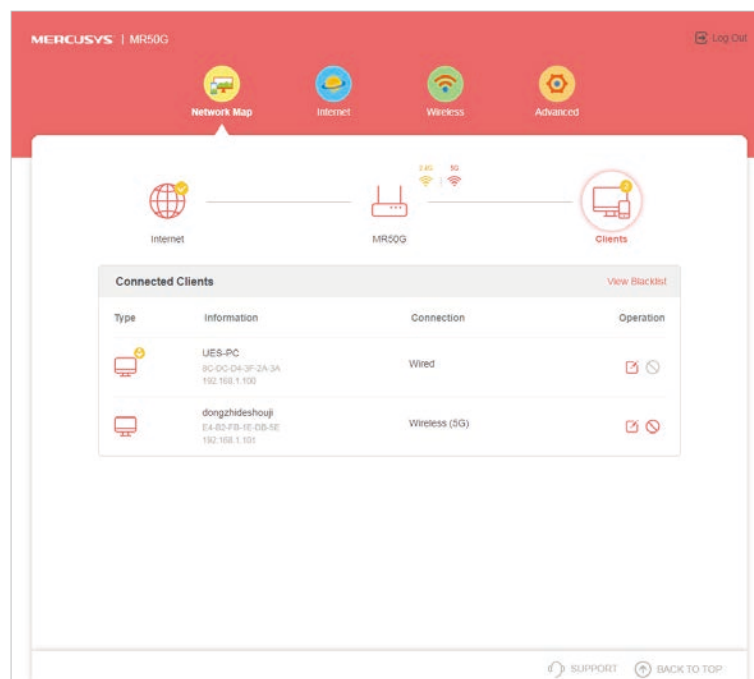 MERCUSYS | MR50G
Log Out
Network Map Internet Wireless Advanced
2.4G 5G
Internet MR50G Clients
Connected Clients View Blacklist
Type Information Connection Operation
UES-PC
8C-DC-D4-3F-2A-3A
192.168.1.100
Wired
dongzhideshouji
E4-B2-FB-1E-DB-5E
192.168.1.101
Wireless (5G)
SUPPORT BACK TO TOP